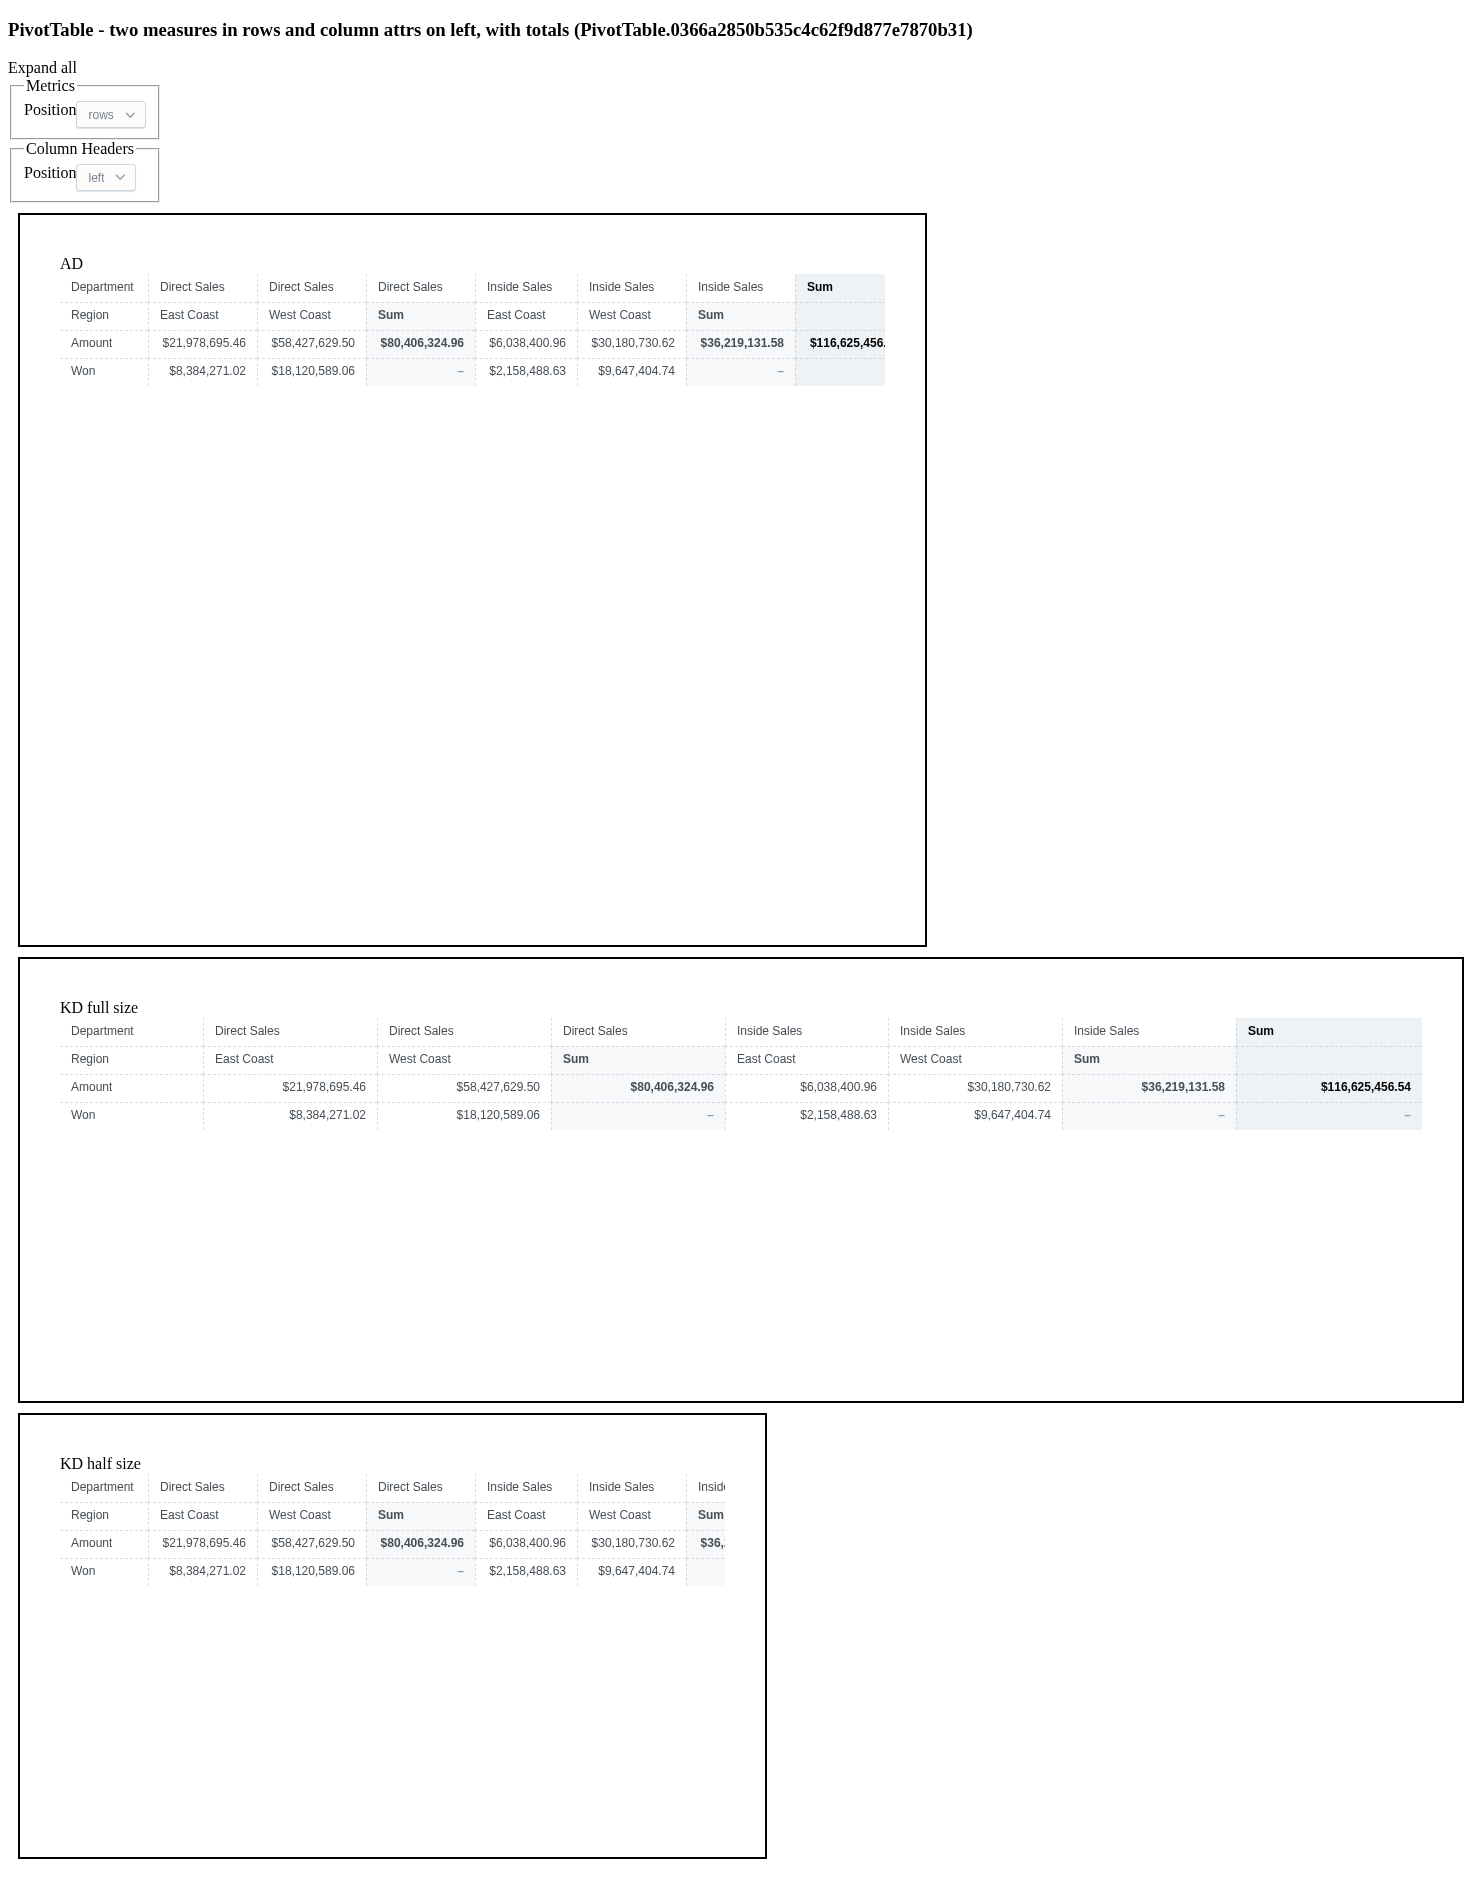 PivotTable - two measures in rows and column attrs on left, with totals (PivotTable.0366a2850b535c4c62f9d877e7870b31)
Expand all
Metrics
Position rows
Column Headers
Position left
AD
Department Direct Sales Direct Sales Direct Sales Inside Sales Inside Sales Inside Sales Sum
Region East Coast West Coast Sum East Coast West Coast Sum
Amount $21,978,695.46 $58,427,629.50 $80,406,324.96 $6,038,400.96 $30,180,730.62 $36,219,131.58 $116,625,456.
Won $8,384,271.02 $18,120,589.06 – $2,158,488.63 $9,647,404.74 –
KD full size
Department Direct Sales Direct Sales Direct Sales Inside Sales Inside Sales Inside Sales Sum
Region East Coast West Coast Sum East Coast West Coast Sum
Amount $21,978,695.46 $58,427,629.50 $80,406,324.96 $6,038,400.96 $30,180,730.62 $36,219,131.58 $116,625,456.54
Won $8,384,271.02 $18,120,589.06 – $2,158,488.63 $9,647,404.74 – –
KD half size
Department Direct Sales Direct Sales Direct Sales Inside Sales Inside Sales Inside
Region East Coast West Coast Sum East Coast West Coast Sum
Amount $21,978,695.46 $58,427,629.50 $80,406,324.96 $6,038,400.96 $30,180,730.62 $36,
Won $8,384,271.02 $18,120,589.06 – $2,158,488.63 $9,647,404.74